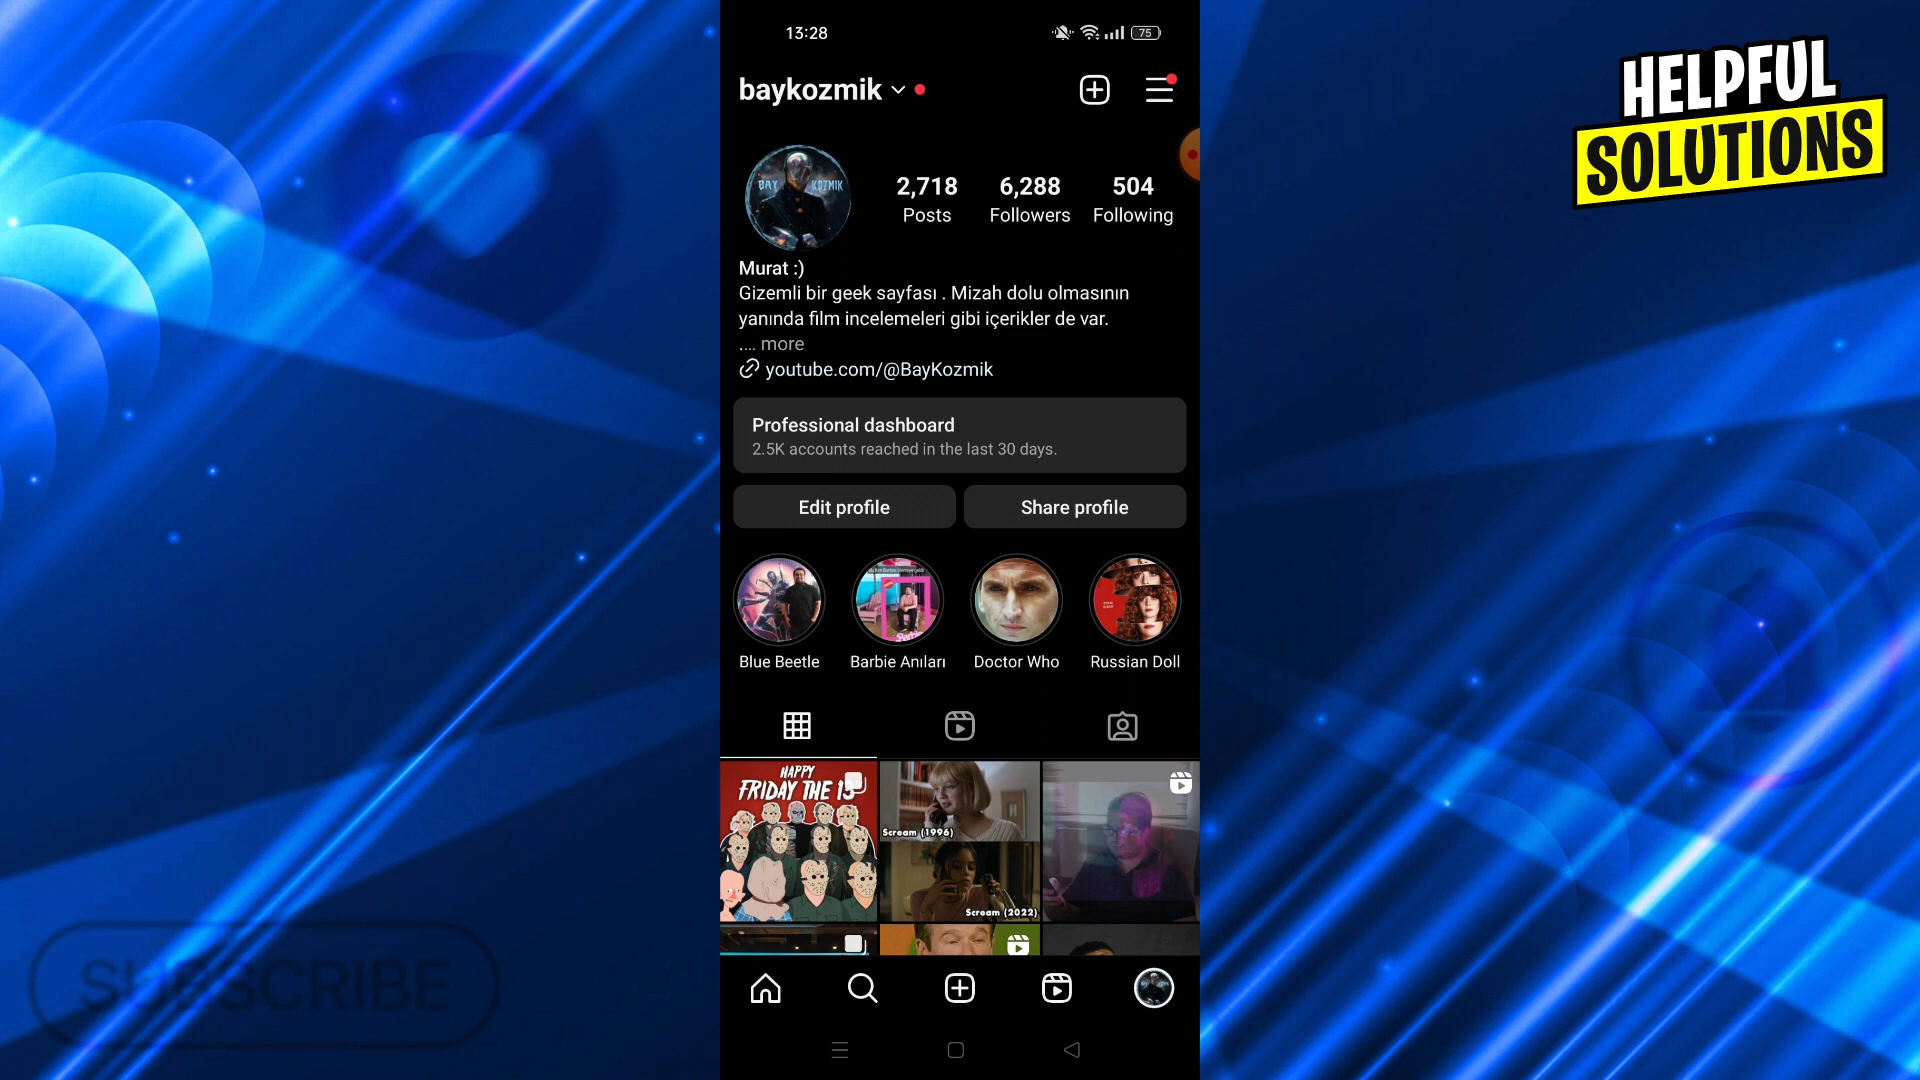 13:28
75
HELPFUL
SOLUTIONS
baykozmik
BAY KOZMIK
2,718
6,288
504
Posts
Followers
Following
Murat :)
Gizemli bir geek sayfası . Mizah dolu olmasının
yanında film incelemeleri gibi içerikler de var.
.... more
youtube.com/@BayKozmik
Professional dashboard
2.5K accounts reached in the last 30 days.
Edit profile
Share profile
Barbie
Blue Beetle
Barbie Anıları
Doctor Who
Russian Doll
HAPPY
FRIDAY THE 13
Scream (1996)
Scream (2022)
SUBSCRIBE